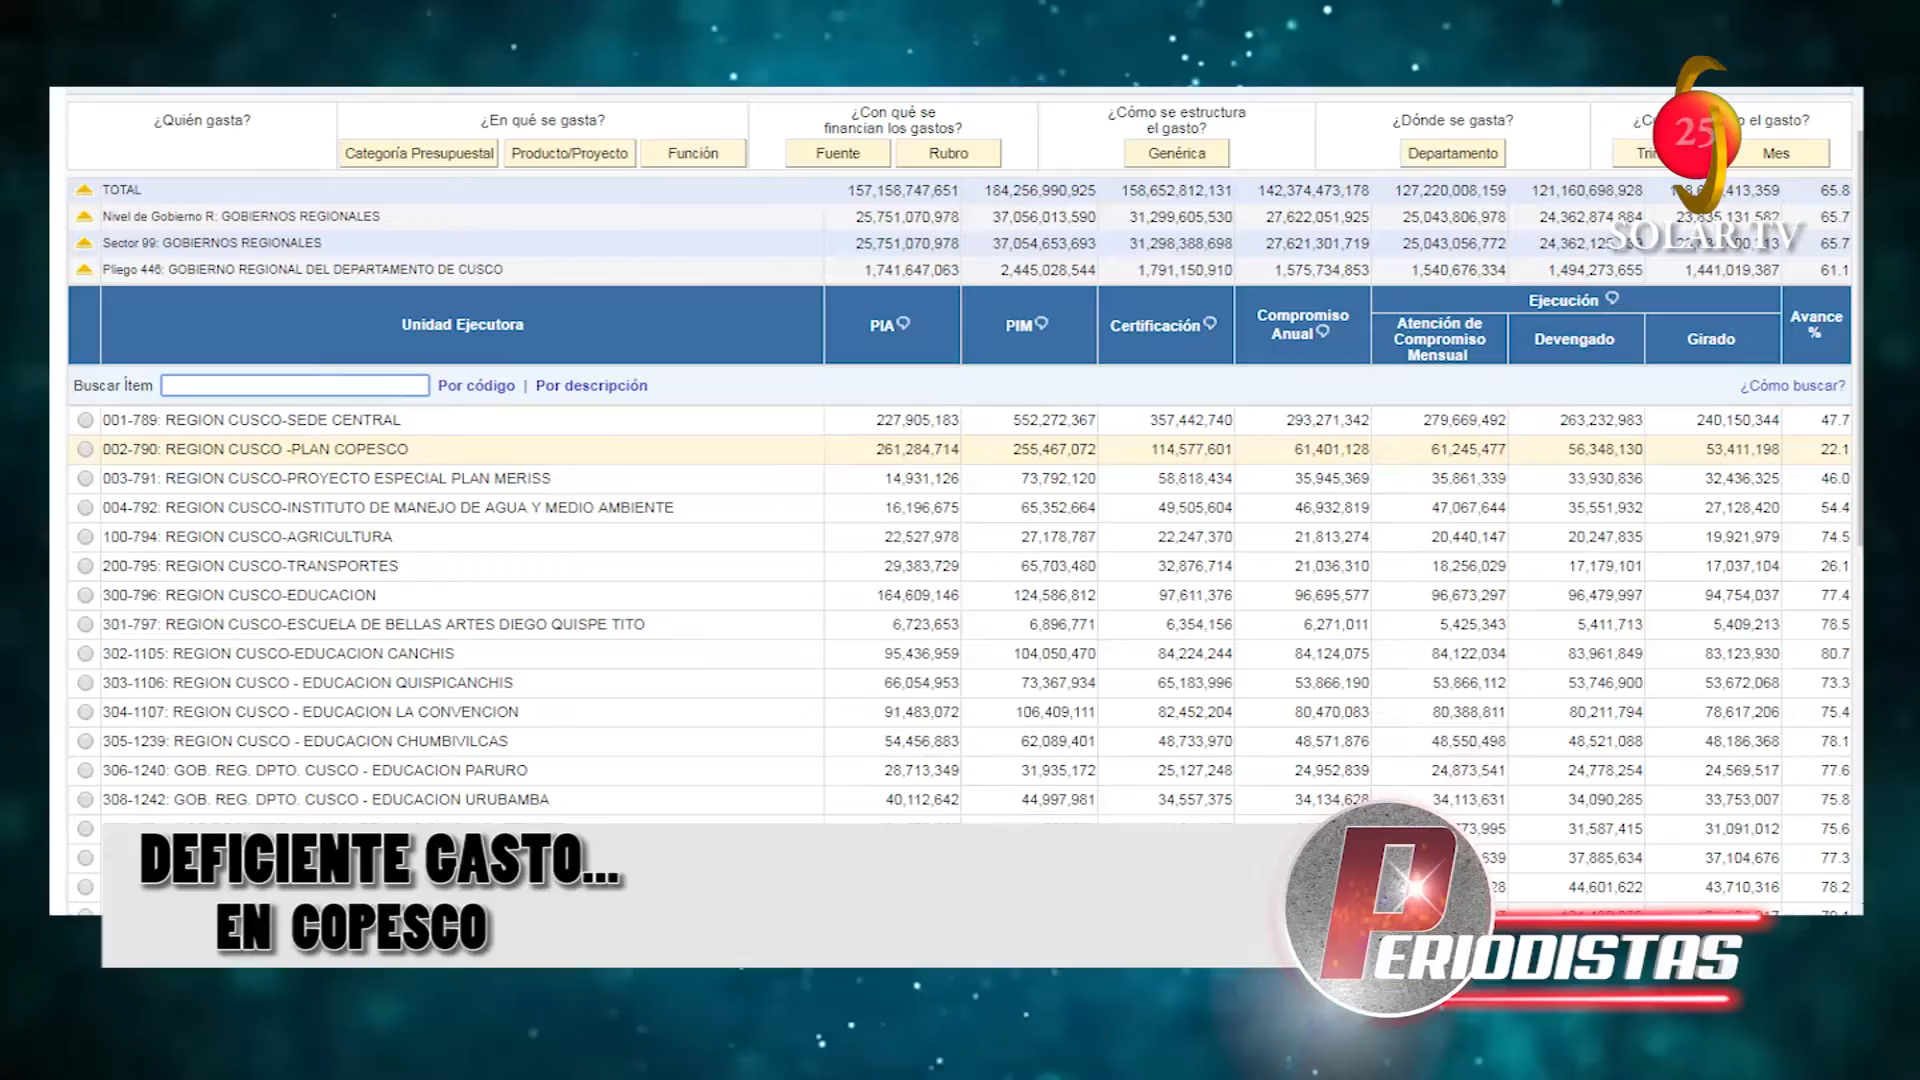 ¿Quién gasta?
¿En qué se gasta?
Categoría Presupuestal Producto/Proyecto Función
¿Con qué se
financian los gastos?
Fuente Rubro
¿Cómo se estructura
el gasto?
Genérica
¿Dónde se gasta?
Departamento
el gasto?
Mes
25
SOLAR TV
TOTAL 157,158,747,651 184,256,990,925 158,652,812,131 142,374,473,178 127,220,008,159 121,160,698,928 413,359 65.8
Nivel de Gobierno R: GOBIERNOS REGIONALES 25,751,070,978 37,056,013,590 31,299,605,530 27,622,051,925 25,043,806,978 24,362,874,884 23,835,131,582 65.7
Sector 99: GOBIERNOS REGIONALES 25,751,070,978 37,054,653,693 31,298,388,698 27,621,301,719 25,043,056,772 65.7
Pliego 446: GOBIERNO REGIONAL DEL DEPARTAMENTO DE CUSCO 1,741,647,063 2,445,028,544 1,791,150,910 1,575,734,853 1,540,676,334 1,494,273,655 1,441,019,387 61.1
Unidad Ejecutora PIA PIM Certificación Compromiso Anual Ejecución Atención de Compromiso Mensual Devengado Girado Avance %
Buscar Ítem Por código | Por descripción ¿Cómo buscar?
001-789: REGION CUSCO-SEDE CENTRAL 227,905,183 552,272,367 357,442,740 293,271,342 279,669,492 263,232,983 240,150,344 47.7
002-790: REGION CUSCO -PLAN COPESCO 261,284,714 255,467,072 114,577,601 61,401,128 61,245,477 56,348,130 53,411,198 22.1
003-791: REGION CUSCO-PROYECTO ESPECIAL PLAN MERISS 14,931,126 73,792,120 58,818,434 35,945,369 35,861,339 33,930,836 32,436,325 46.0
004-792: REGION CUSCO-INSTITUTO DE MANEJO DE AGUA Y MEDIO AMBIENTE 16,196,675 65,352,664 49,505,604 46,932,819 47,067,644 35,551,932 27,128,420 54.4
100-794: REGION CUSCO-AGRICULTURA 22,527,978 27,178,787 22,247,370 21,813,274 20,440,147 20,247,835 19,921,979 74.5
200-795: REGION CUSCO-TRANSPORTES 29,383,729 65,703,480 32,876,714 21,036,310 18,256,029 17,179,101 17,037,104 26.1
300-796: REGION CUSCO-EDUCACION 164,609,146 124,586,812 97,611,376 96,695,577 96,673,297 96,479,997 94,754,037 77.4
301-797: REGION CUSCO-ESCUELA DE BELLAS ARTES DIEGO QUISPE TITO 6,723,653 6,896,771 6,354,156 6,271,011 5,425,343 5,411,713 5,409,213 78.5
302-1105: REGION CUSCO-EDUCACION CANCHIS 95,436,959 104,050,470 84,224,244 84,124,075 84,122,034 83,961,849 83,123,930 80.7
303-1106: REGION CUSCO - EDUCACION QUISPICANCHIS 66,054,953 73,367,934 65,183,996 53,866,190 53,866,112 53,746,900 53,672,068 73.3
304-1107: REGION CUSCO - EDUCACION LA CONVENCION 91,483,072 106,409,111 82,452,204 80,470,083 80,388,811 80,211,794 78,617,206 75.4
305-1239: REGION CUSCO - EDUCACION CHUMBIVILCAS 54,456,883 62,089,401 48,733,970 48,571,876 48,550,498 48,521,088 48,186,368 78.1
306-1240: GOB. REG. DPTO. CUSCO - EDUCACION PARURO 28,713,349 31,935,172 25,127,248 24,952,839 24,873,541 24,778,254 24,569,517 77.6
308-1242: GOB. REG. DPTO. CUSCO - EDUCACION URUBAMBA 40,112,642 44,997,981 34,557,375 34,134,628 34,113,631 34,090,285 33,753,007 75.8
73,995 31,587,415 31,091,012 75.6
639 37,885,634 37,104,676 77.3
28 44,601,622 43,710,316 78.2
DEFICIENTE GASTO...
EN COPESCO
PERIODISTAS